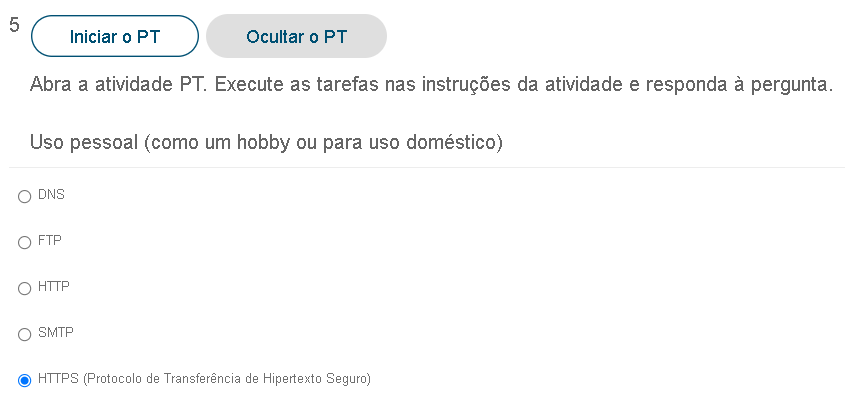 5
Iniciar o PT
Ocultar o PT
Abra a atividade PT. Execute as tarefas nas instruções da atividade e responda à pergunta.
Uso pessoal (como um hobby ou para uso doméstico)
DNS
FTP
HTTP
SMTP
HTTPS (Protocolo de Transferência de Hipertexto Seguro)